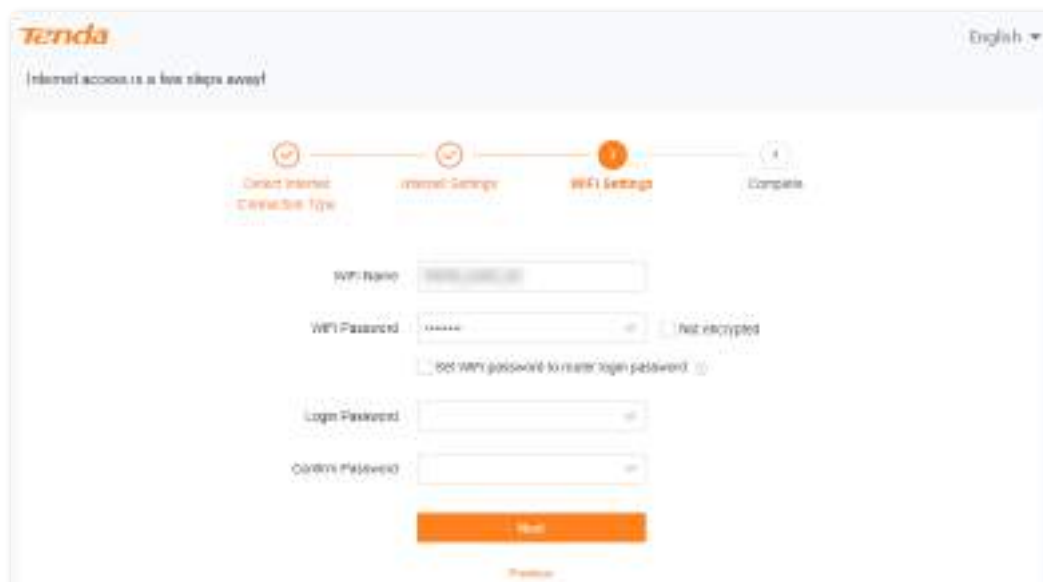 Tenda
English
Internet access is a few steps away!
Detect Internet
Connection Type
Internet Settings
WiFi Settings
4
Complete
WiFi Name
WiFi Password
•••••••
Not encrypted
Set WiFi password to router login password
Login Password
Confirm Password
Next
Previous